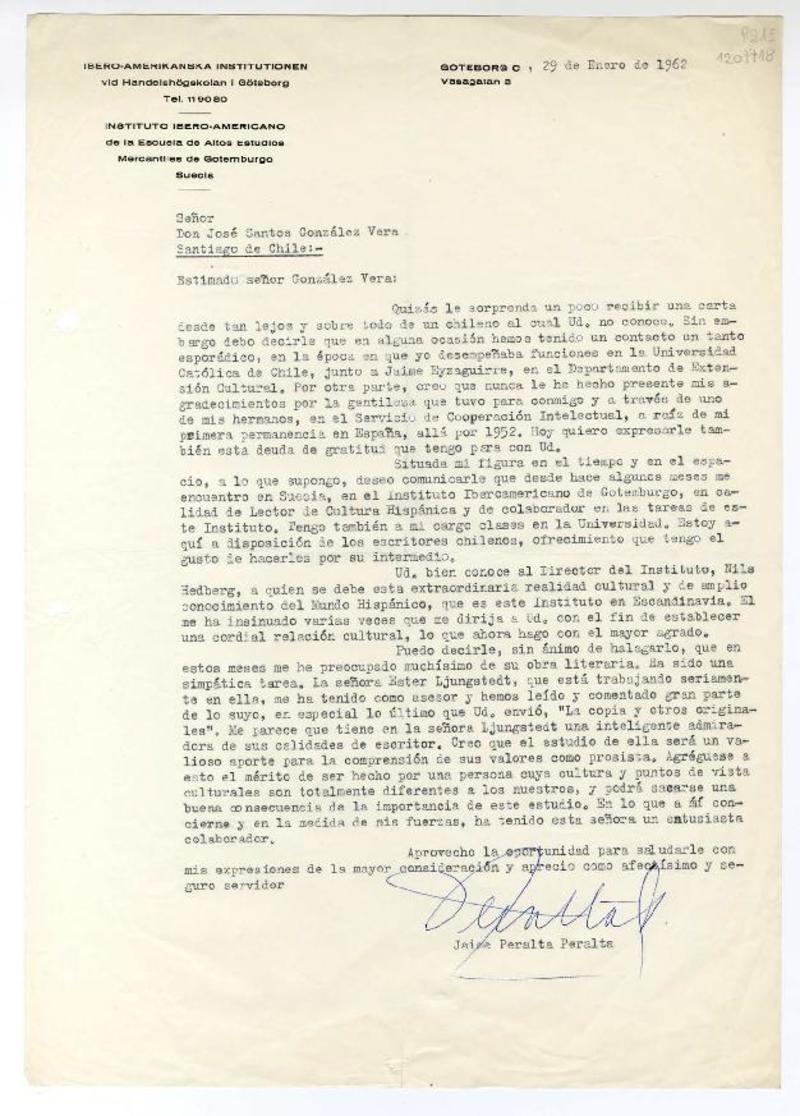 IBERO-AMERIKANSKA INSTITUTIONEN
vid Handelshögskolan i Göteborg
Tel. 119080
INSTITUTO IBERO-AMERICANO
de la Escuela de Altos Estudios
Mercantiles de Gotemburgo
Suecia
GÖTEBORG C , 29 de Enero de 1962
Vasagatan 3
1207718
Señor
Don José Santos González Vera
Santiago de Chile:-
Estimado señor González Vera:
Quizás le sorprenda un poco recibir una carta
desde tan lejos y sobre todo de un chileno al cual Ud. no conoce. Sin em-
bargo debo decirle que en alguna ocasión hemos tenido un contacto un tanto
esporádico, en la época en que yo desempeñaba funciones en la Universidad
Católica de Chile, junto a Jaime Eyzaguirre, en el Departamento de Exten-
sión Cultural. Por otra parte, creo que nunca le he hecho presente mis a-
gradecimientos por la gentileza que tuvo para conmigo y a través de uno
de mis hermanos, en el Servicio de Cooperación Intelectual, a raíz de mi
primera permanencia en España, allá por 1952. Hoy quiero expresarle tam-
bién esta deuda de gratitud que tengo para con Ud.
Situada mi figura en el tiempo y en el espa-
cio, a lo que supongo, deseo comunicarle que desde hace algunos meses me
encuentro en Suecia, en el Instituto Iberoamericano de Gotemburgo, en ca-
lidad de Lector de Cultura Hispánica y de colaborador en las tareas de es-
te Instituto. Tengo también a mi cargo clases en la Universidad. Estoy a-
quí a disposición de los escritores chilenos, ofrecimiento que tengo el
gusto de hacerles por su intermedio.
Ud. bien conoce al Director del Instituto, Nils
Hedberg, a quien se debe esta extraordinaria realidad cultural y de amplio
conocimiento del Mundo Hispánico, que es este Instituto en Escandinavia. El
me ha insinuado varias veces que me dirija a Ud. con el fin de establecer
una cordial relación cultural, lo que ahora hago con el mayor agrado.
Puedo decirle, sin ánimo de halagarlo, que en
estos meses me he preocupado muchísimo de su obra literaria. Ha sido una
simpática tarea. La señora Ester Ljungstedt, que está trabajando seriamen-
te en ella, me ha tenido como asesor y hemos leído y comentado gran parte
de lo suyo, en especial lo último que Ud. envió, "La copia y otros origina-
les". Me parece que tiene en la señora Ljungstedt una inteligente admira-
dora de sus calidades de escritor. Creo que el estudio de ella será un va-
lioso aporte para la comprensión de sus valores como prosista. Agréguese a
esto el mérito de ser hecho por una persona cuya cultura y puntos de vista
culturales son totalmente diferentes a los nuestros, y podrá sacarse una
buena consecuencia de la importancia de este estudio. En lo que a mí con-
cierne y en la medida de mis fuerzas, ha tenido esta señora un entusiasta
colaborador.
Aprovecho la oportunidad para saludarle con
mis expresiones de la mayor consideración y aprecio como afectísimo y se-
guro servidor
Jaime Peralta Peralta